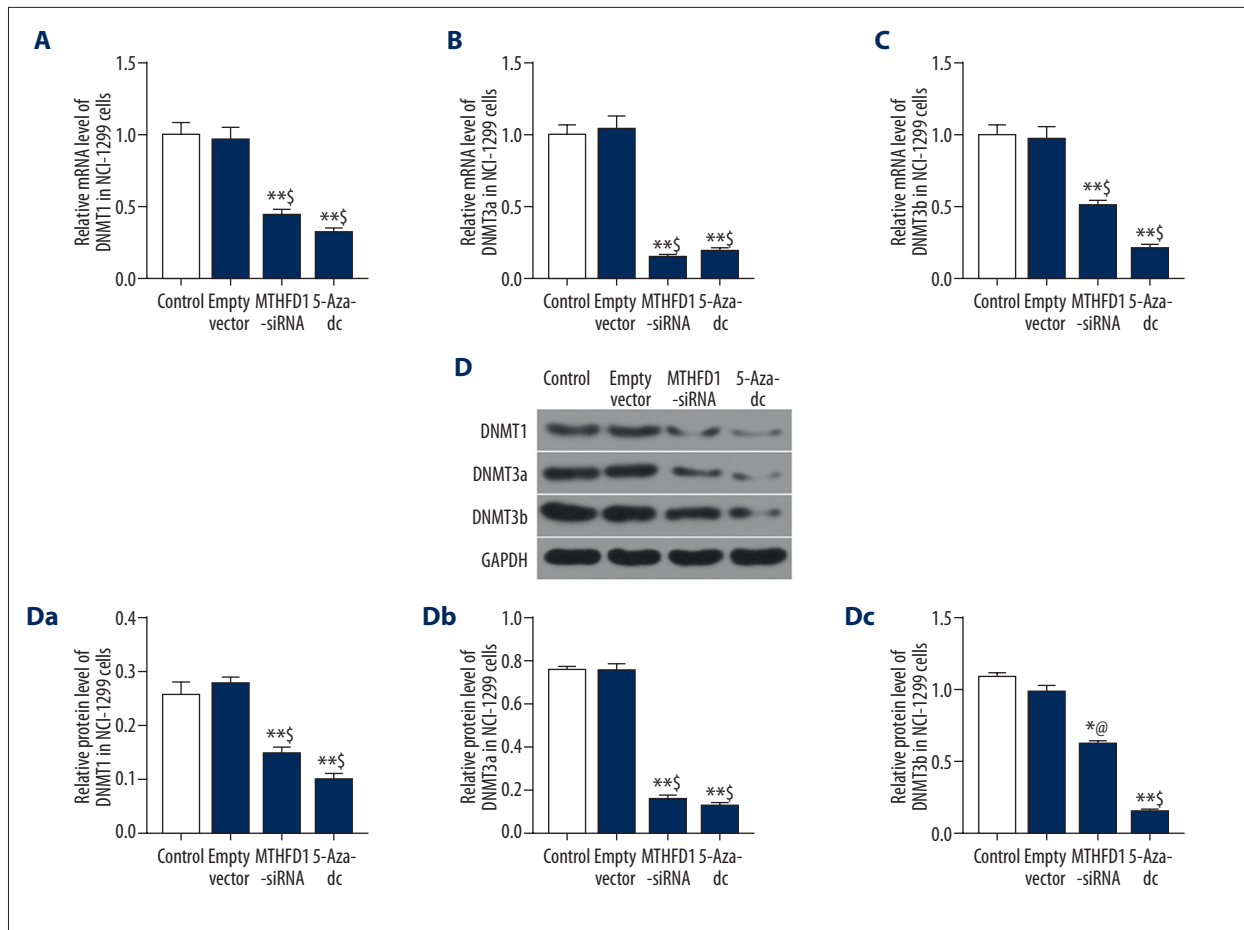 A
Relative mRNA level of
DNMT1 in NCI-1299 cells
1.5
1.0
0.5
0.0
**$
**$
Control Empty MTHFD1 5-Aza-
vector -siRNA dc
B
Relative mRNA level of
DNMT3a in NCI-1299 cells
1.5
1.0
0.5
0.0
**$
**$
Control Empty MTHFD1 5-Aza-
vector -siRNA dc
C
Relative mRNA level of
DNMT3b in NCI-1299 cells
1.5
1.0
0.5
0.0
**$
**$
Control Empty MTHFD1 5-Aza-
vector -siRNA dc
D
Control Empty MTHFD1 5-Aza-
vector -siRNA dc
DNMT1
DNMT3a
DNMT3b
GAPDH
Da
Relative protein level of
DNMT1 in NCI-1299 cells
0.4
0.3
0.2
0.1
0.0
**$
**$
Control Empty MTHFD1 5-Aza-
vector -siRNA dc
Db
Relative protein level of
DNMT3a in NCI-1299 cells
1.0
0.8
0.6
0.4
0.2
0.0
**$
**$
Control Empty MTHFD1 5-Aza-
vector -siRNA dc
Dc
Relative protein level of
DNMT3b in NCI-1299 cells
1.5
1.0
0.5
0.0
*@
**$
Control Empty MTHFD1 5-Aza-
vector -siRNA dc